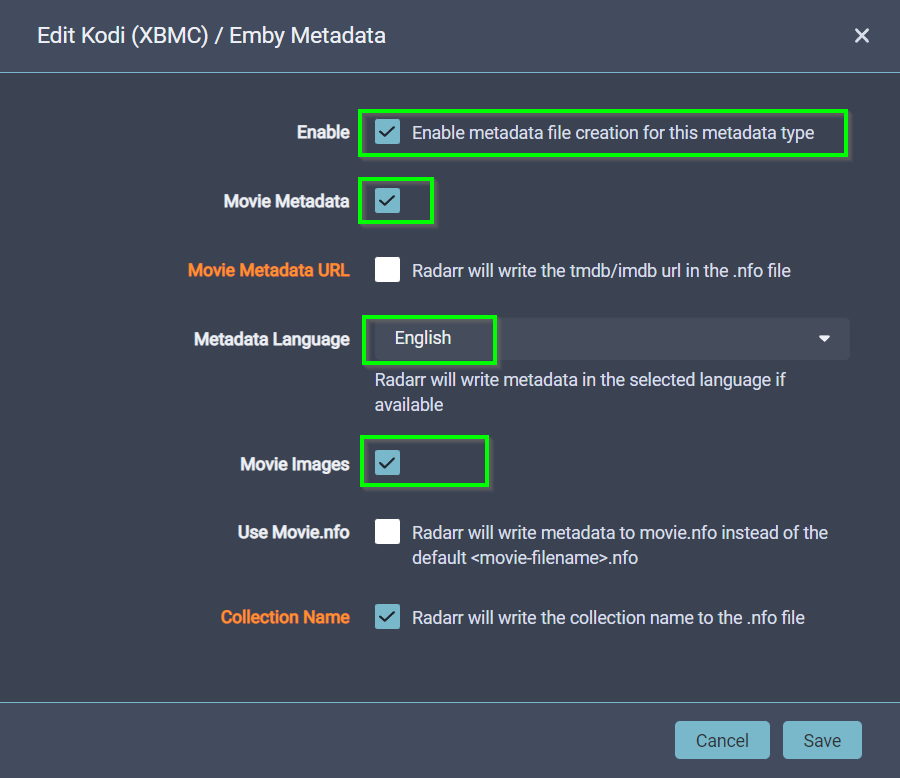 Edit Kodi (XBMC) / Emby Metadata
Enable
Enable metadata file creation for this metadata type
Movie Metadata
Movie Metadata URL
Radarr will write the tmdb/imdb url in the .nfo file
Metadata Language
English
Radarr will write metadata in the selected language if
available
Movie Images
Use Movie.nfo
Radarr will write metadata to movie.nfo instead of the
default <movie-filename>.nfo
Collection Name
Radarr will write the collection name to the .nfo file
Cancel
Save